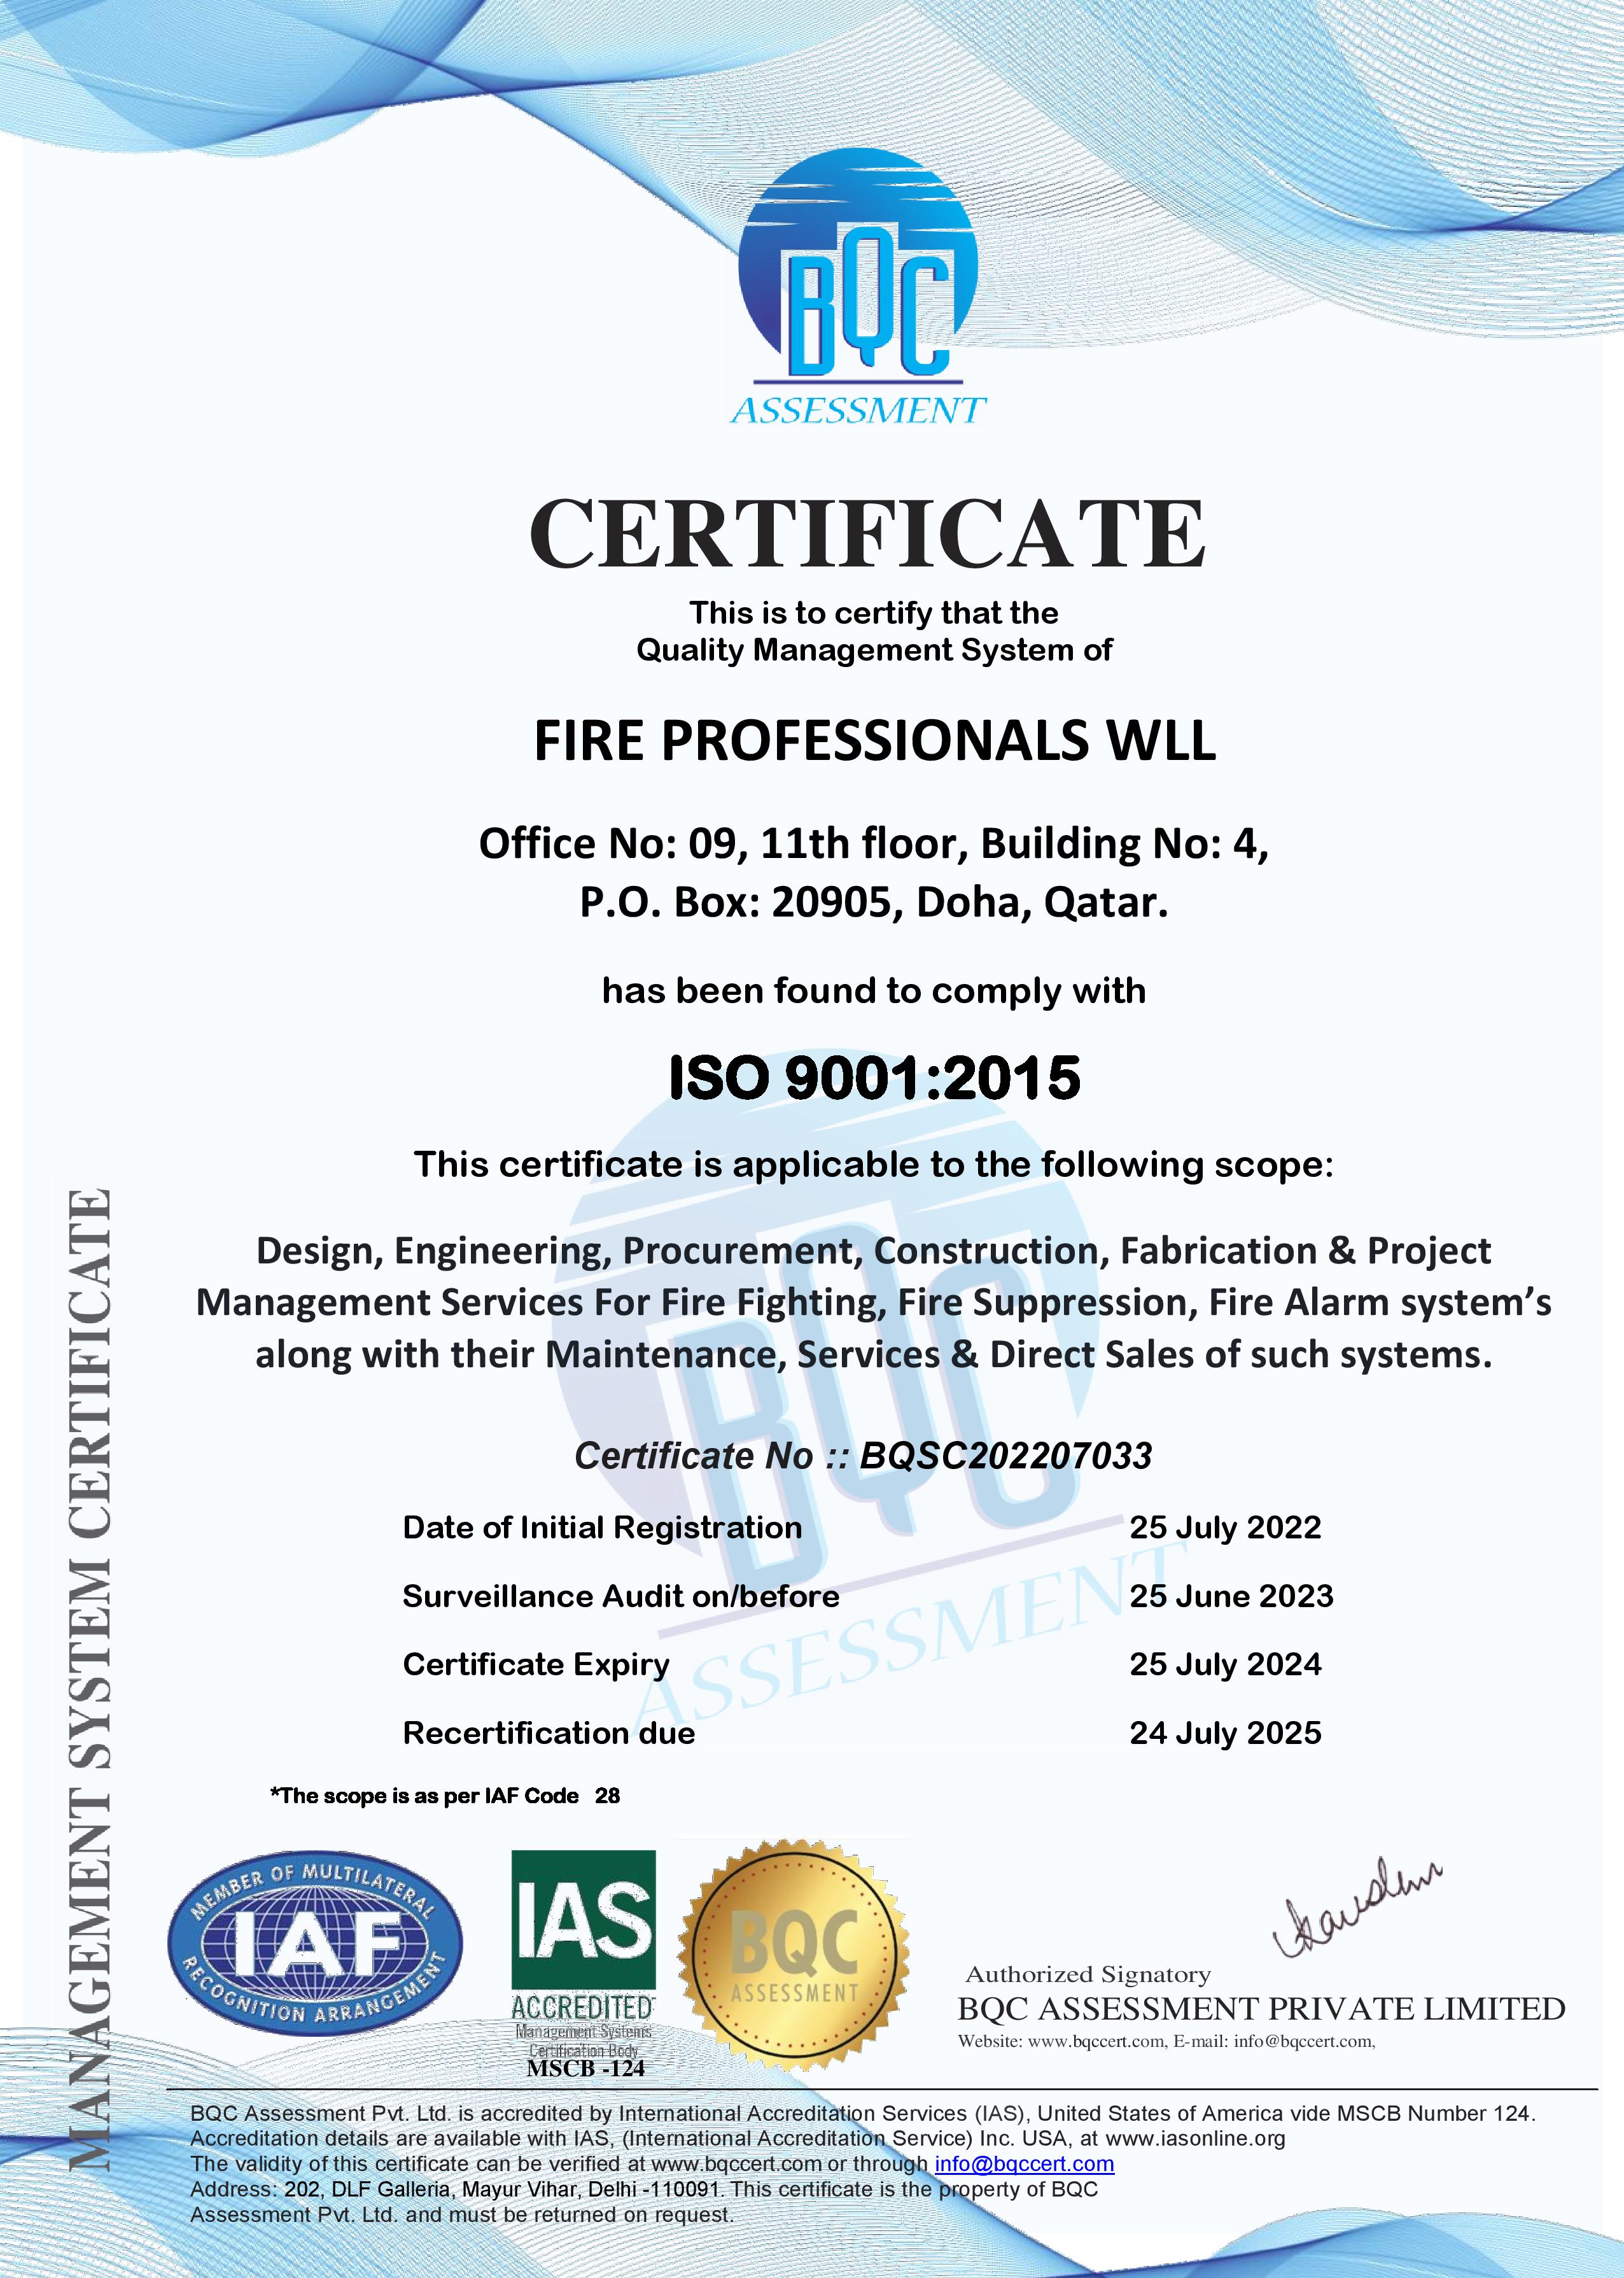 BQC
ASSESSMENT
CERTIFICATE
This is to certify that the
Quality Management System of
FIRE PROFESSIONALS WLL
Office No: 09, 11th floor, Building No: 4,
P.O. Box: 20905, Doha, Qatar.
has been found to comply with
ISO 9001:2015
This certificate is applicable to the following scope:
Design, Engineering, Procurement, Construction, Fabrication & Project
Management Services For Fire Fighting, Fire Suppression, Fire Alarm system’s
along with their Maintenance, Services & Direct Sales of such systems.
BQC
ASSESSMENT
Certificate No :: BQSC202207033
Date of Initial Registration 25 July 2022
Surveillance Audit on/before 25 June 2023
Certificate Expiry 25 July 2024
Recertification due 24 July 2025
*The scope is as per IAF Code 28
MANAGEMENT SYSTEM CERTIFICATE
MEMBER OF MULTILATERAL
IAF
RECOGNITION ARRANGEMENT
IAS
ACCREDITED
Management Systems
Certification Body
MSCB -124
BQC
ASSESSMENT
Authorized Signatory
BQC ASSESSMENT PRIVATE LIMITED
Website: www.bqccert.com, E-mail: info@bqccert.com,
BQC Assessment Pvt. Ltd. is accredited by International Accreditation Services (IAS), United States of America vide MSCB Number 124.
Accreditation details are available with IAS, (International Accreditation Service) Inc. USA, at www.iasonline.org
The validity of this certificate can be verified at www.bqccert.com or through info@bqccert.com
Address: 202, DLF Galleria, Mayur Vihar, Delhi -110091. This certificate is the property of BQC
Assessment Pvt. Ltd. and must be returned on request.